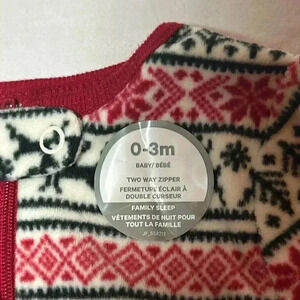 0-3m
BABY/ BÉBÉ
TWO WAY ZIPPER
FERMETURE ÉCLAIR À
DOUBLE CURSEUR
FAMILY SLEEP
VÊTEMENTS DE NUIT POUR
TOUT LA FAMILLE